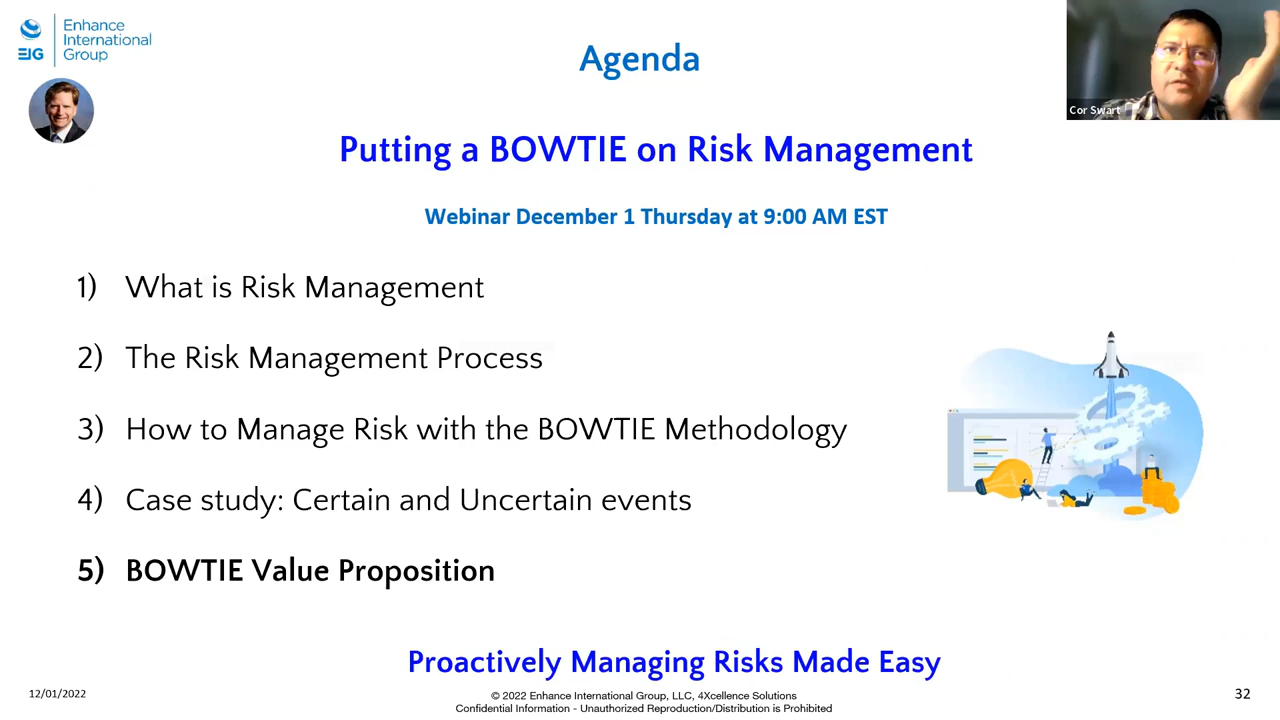 Enhance
International
Group
EIG
Agenda
Cor Swart
Putting a BOWTIE on Risk Management
Webinar December 1 Thursday at 9:00 AM EST
1) What is Risk Management
2) The Risk Management Process
3) How to Manage Risk with the BOWTIE Methodology
4) Case study: Certain and Uncertain events
5) BOWTIE Value Proposition
Proactively Managing Risks Made Easy
12/01/2022
© 2022 Enhance International Group, LLC, 4Xcellence Solutions
Confidential Information - Unauthorized Reproduction/Distribution is Prohibited
32